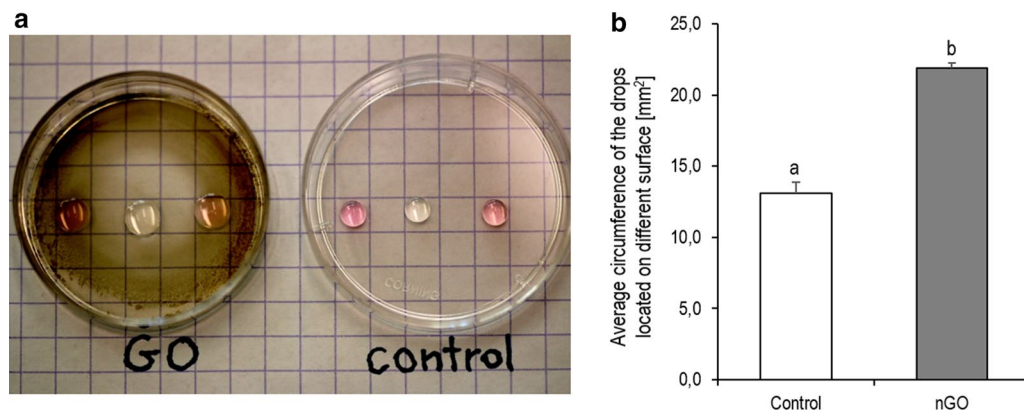 a
GO
control
CORNING
b
Average circumference of the drops
located on different surface [mm²]
25,0
20,0
15,0
10,0
5,0
0,0
a
b
Control
nGO